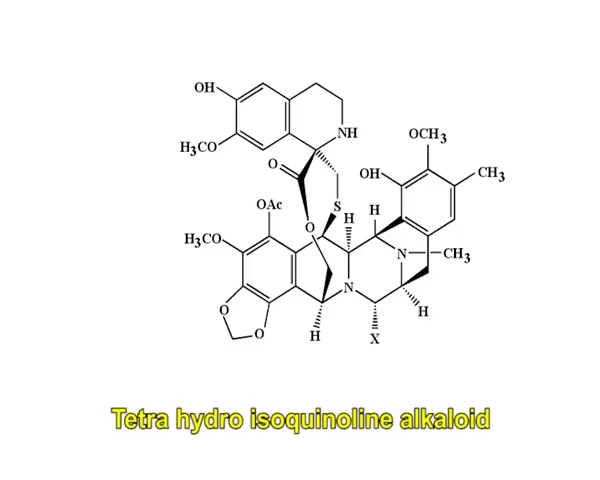 OH
NH
H3CO
OCH3
O
OH
CH3
S
OAc
H
H
O
H3CO
N
CH3
N
O
H
O
H
X
Tetra hydro isoquinoline alkaloid